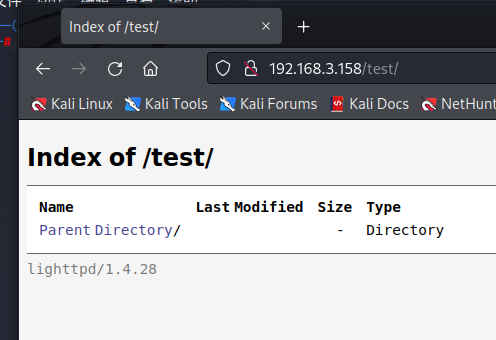 Index of /test/
192.168.3.158/test/
Kali Linux Kali Tools Kali Forums Kali Docs NetHunt
Index of /test/
Name Last Modified Size Type
Parent Directory/ - Directory
lighttpd/1.4.28